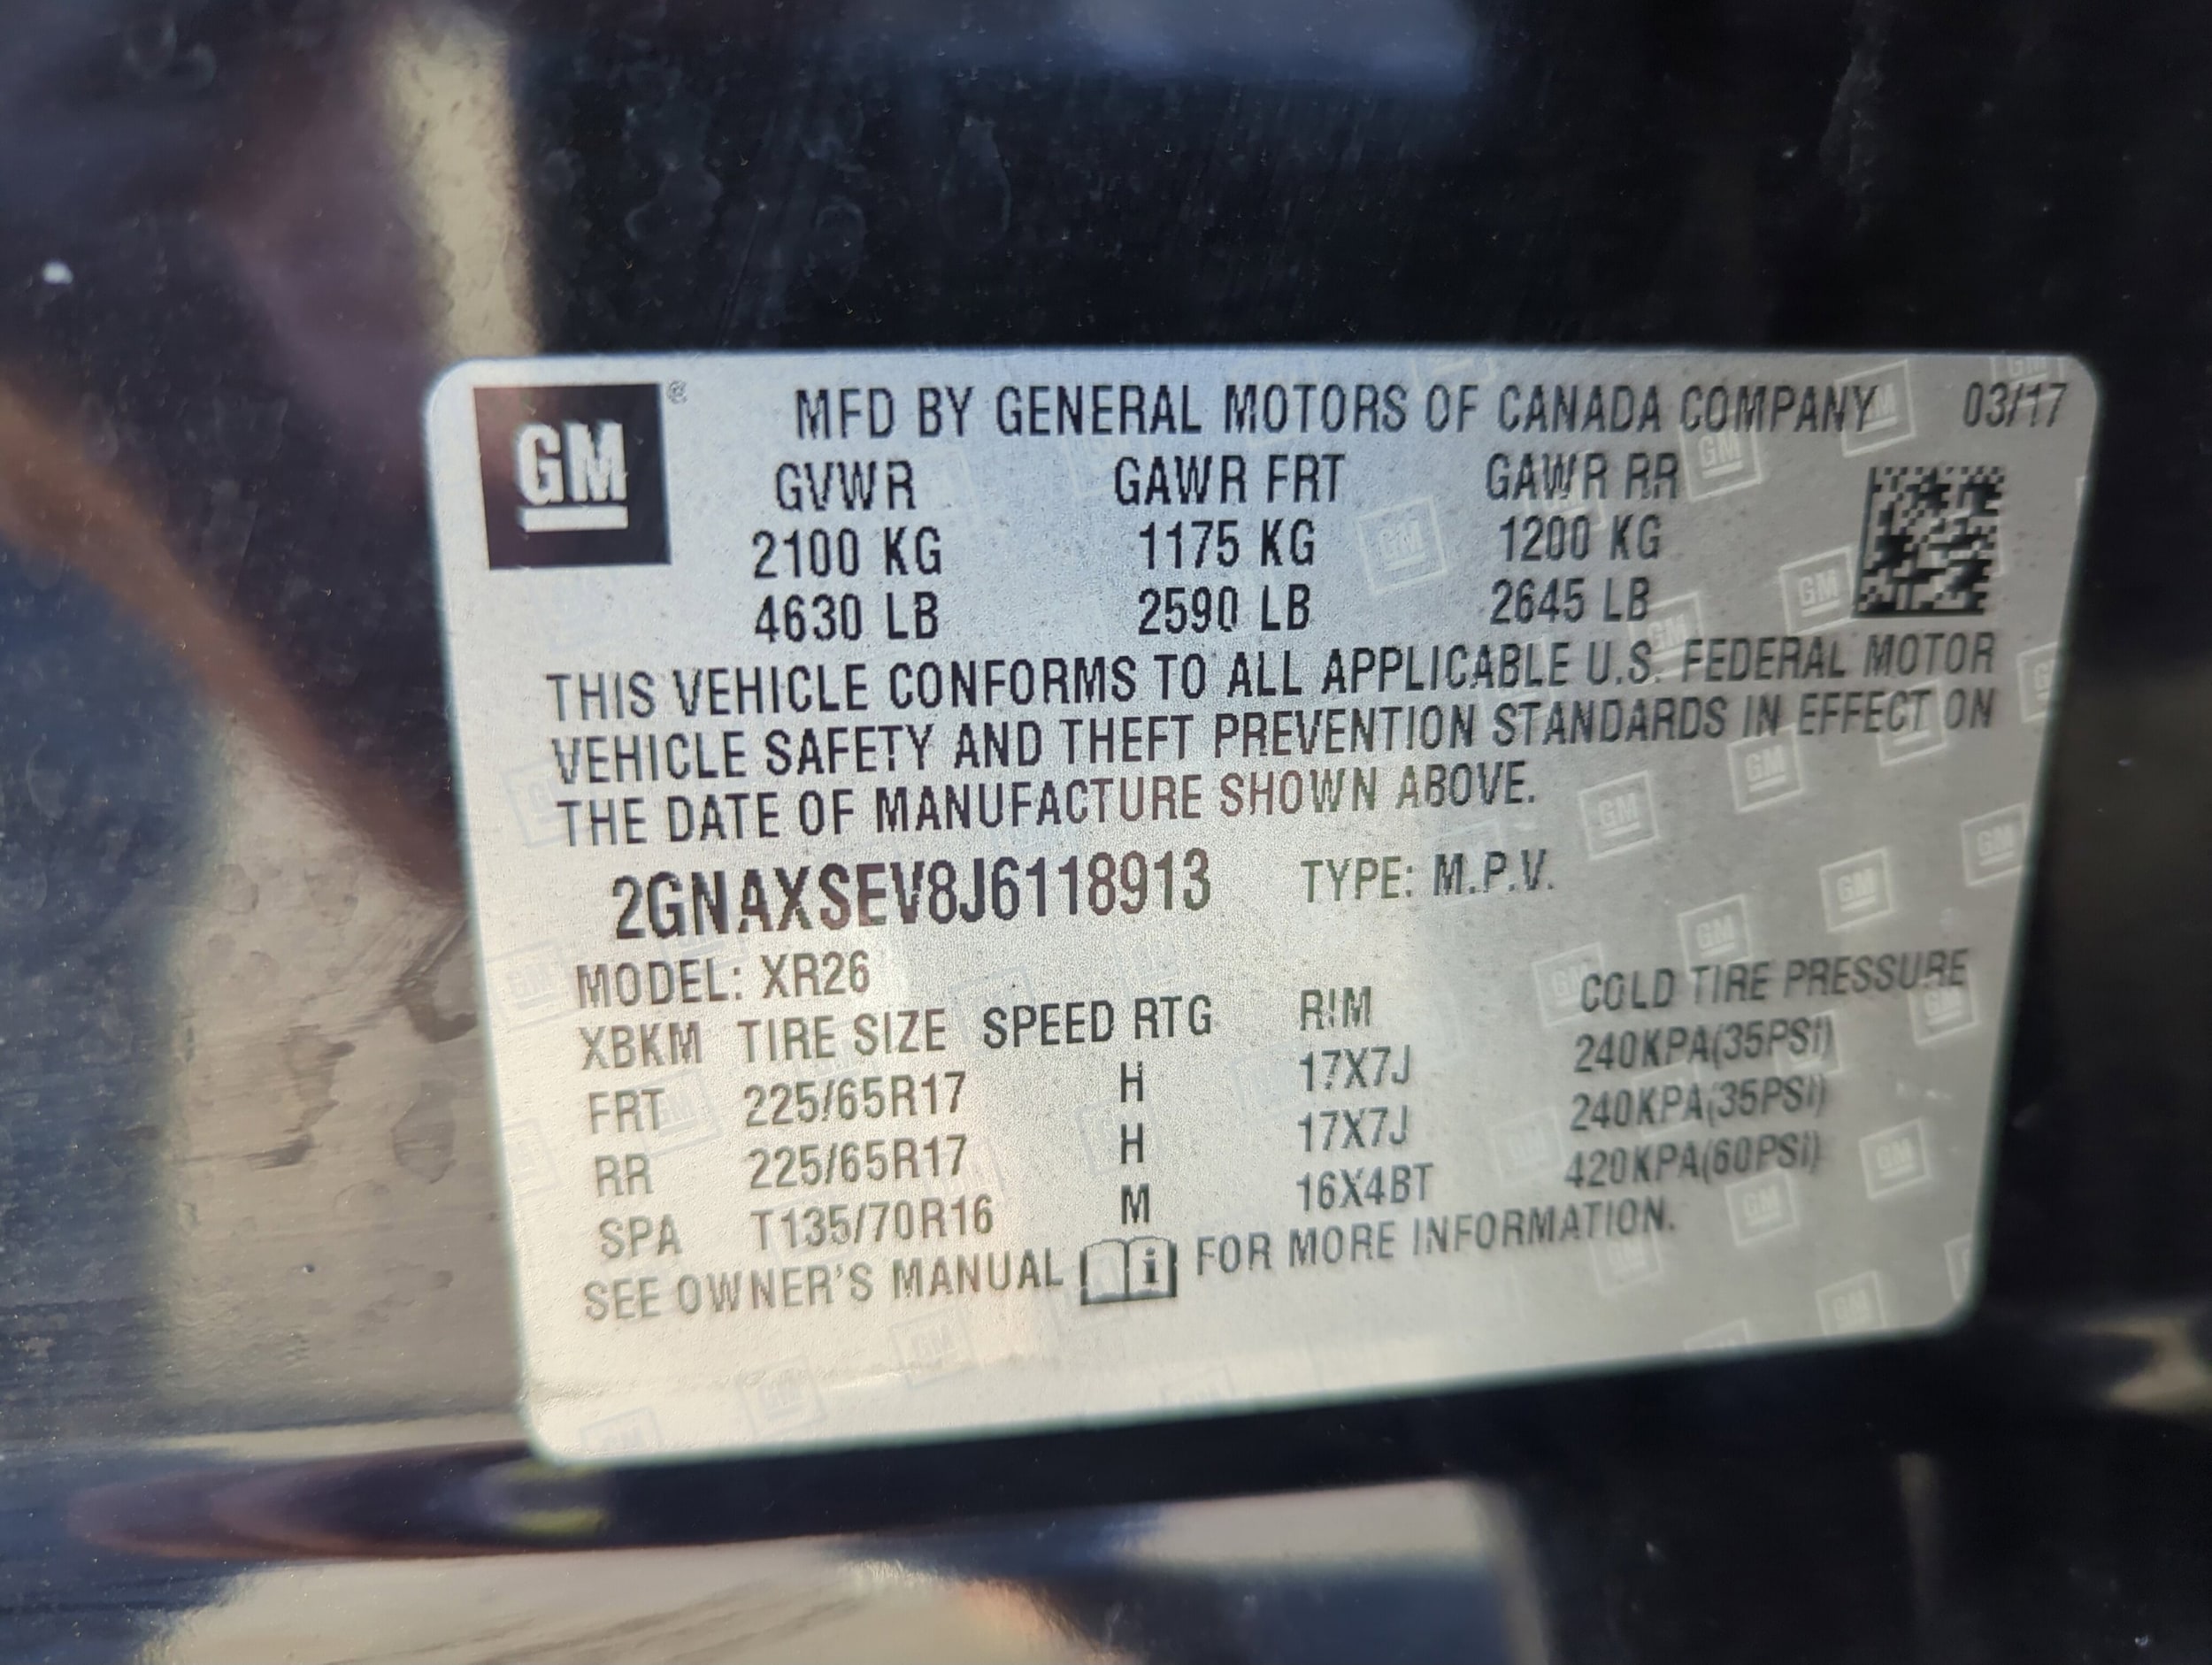 GM ® MFD BY GENERAL MOTORS OF CANADA COMPANY 03/17
GVWR GAWR FRT GAWR RR
2100 KG 1175 KG 1200 KG
4630 LB 2590 LB 2645 LB
THIS VEHICLE CONFORMS TO ALL APPLICABLE U.S. FEDERAL MOTOR
VEHICLE SAFETY AND THEFT PREVENTION STANDARDS IN EFFECT ON
THE DATE OF MANUFACTURE SHOWN ABOVE.
2GNAXSEV8J6118913 TYPE: M.P.V.
MODEL: XR26
XBKM TIRE SIZE SPEED RTG RIM COLD TIRE PRESSURE
FRT 225/65R17 H 17X7J 240KPA(35PSI)
RR 225/65R17 H 17X7J 240KPA(35PSI)
SPA T135/70R16 M 16X4BT 420KPA(60PSI)
SEE OWNER'S MANUAL i FOR MORE INFORMATION.